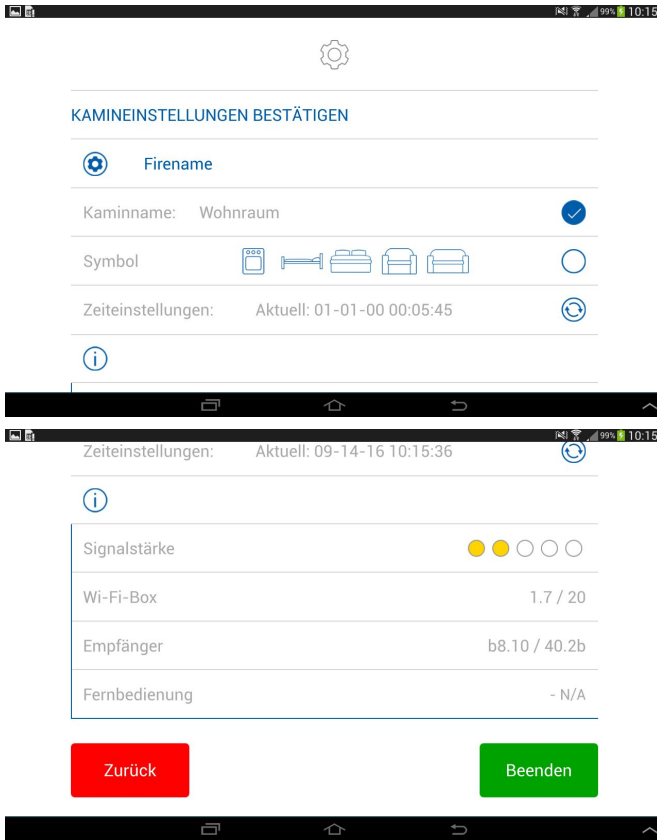 99% 10:15
KAMINEINSTELLUNGEN BESTÄTIGEN
Firename
Kaminname: Wohnraum
Symbol
Zeiteinstellungen: Aktuell: 01-01-00 00:05:45
i
99% 10:15
Zeiteinstellungen: Aktuell: 09-14-16 10:15:36
i
Signalstärke
Wi-Fi-Box 1.7 / 20
Empfänger b8.10 / 40.2b
Fernbedienung - N/A
Zurück Beenden